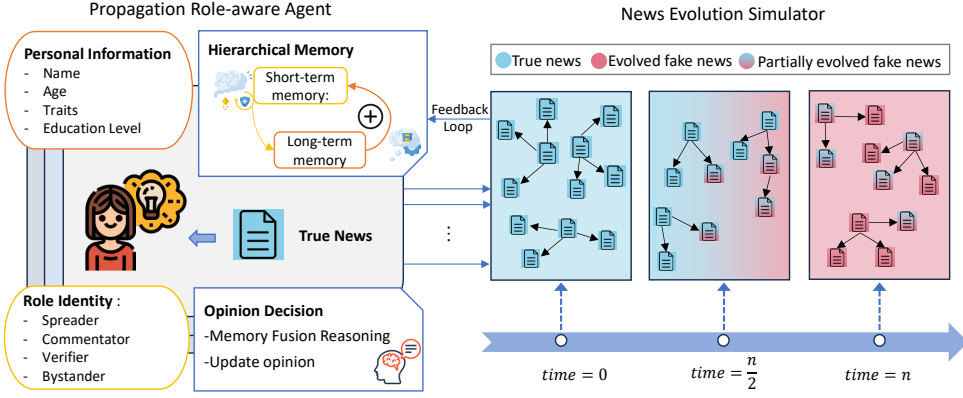 Propagation Role-aware Agent
Personal Information
- Name
- Age
- Traits
- Education Level
Hierarchical Memory
Short-term
memory:
Long-term
memory
True News
Role Identity :
- Spreader
- Commentator
- Verifier
- Bystander
Opinion Decision
-Memory Fusion Reasoning
-Update opinion
Feedback
Loop
⋮
News Evolution Simulator
True news
Evolved fake news
Partially evolved fake news
time = 0
time = n/2
time = n